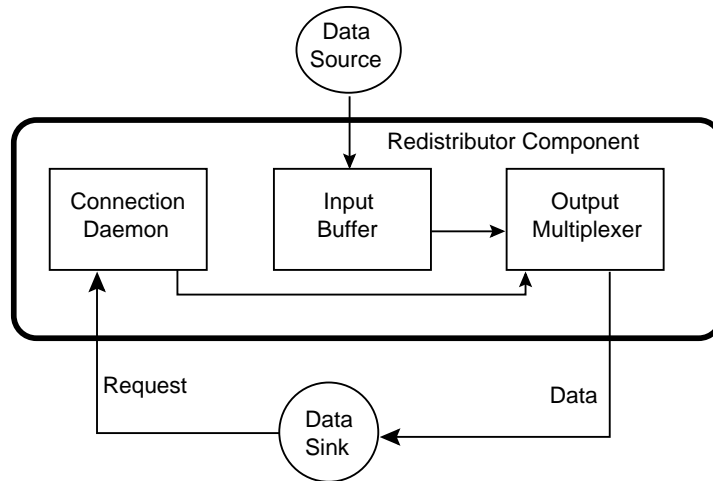 Data
Source
Redistributor Component
Connection
Daemon
Input
Buffer
Output
Multiplexer
Request
Data
Data
Sink